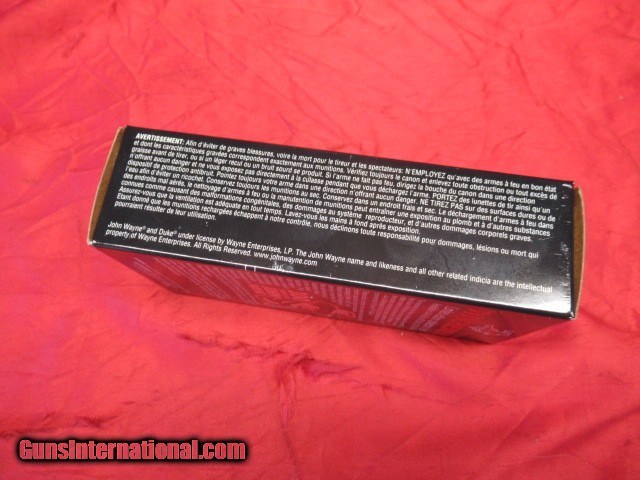 AVERTISSEMENT: Afin d'éviter de graves blessures, voire la mort pour le tireur et les spectateurs: N'EMPLOYEZ qu'avec des armes à feu en bon état
et dont les caractéristiques gravées correspondent exactement aux munitions. Vérifiez toujours le canon et enlevez toute obstruction ou tout excès de
graisse avant de tirer, ou si un léger recul ou un bruit sourd se produit. Si l'arme ne fait pas feu, dirigez la bouche du canon dans une direction
n'offrant aucun danger et ne vous exposez pas directement à la culasse pendant que vous déchargez l'arme. PORTEZ des lunettes de tir ainsi qu'un
dispositif de protection antibruit. Pointez toujours votre arme dans une direction n'offrant aucun danger. NE TIREZ PAS sur des surfaces dures ou de
l'eau afin d'éviter un ricochet. Conservez toujours les munitions au sec. Conservez dans un endroit frais et sec. Le déchargement d'armes à feu dans
des endroits mal aérés, le nettoyage d'armes à feu ou la manutention de munitions peut entraîner une exposition au plomb et à d'autres substances
connues comme causant des malformations congénitales, des dommages au système reproducteur, et d'autres dommages corporels graves.
Assurez-vous que la ventilation est adéquate en tout temps. Lavez-vous les mains à fond après exposition.
Étant donné que les munitions rechargées échappent à notre contrôle, nous déclinons toute responsabilité pour dommages, lésions ou mort qui
pourraient résulter de leur utilisation.
John Wayne® and Duke® under license by Wayne Enterprises, LP. The John Wayne name and likeness and all other related indicia are the intellectual
property of Wayne Enterprises. All Rights Reserved. www.johnwayne.com
GunsInternational.com